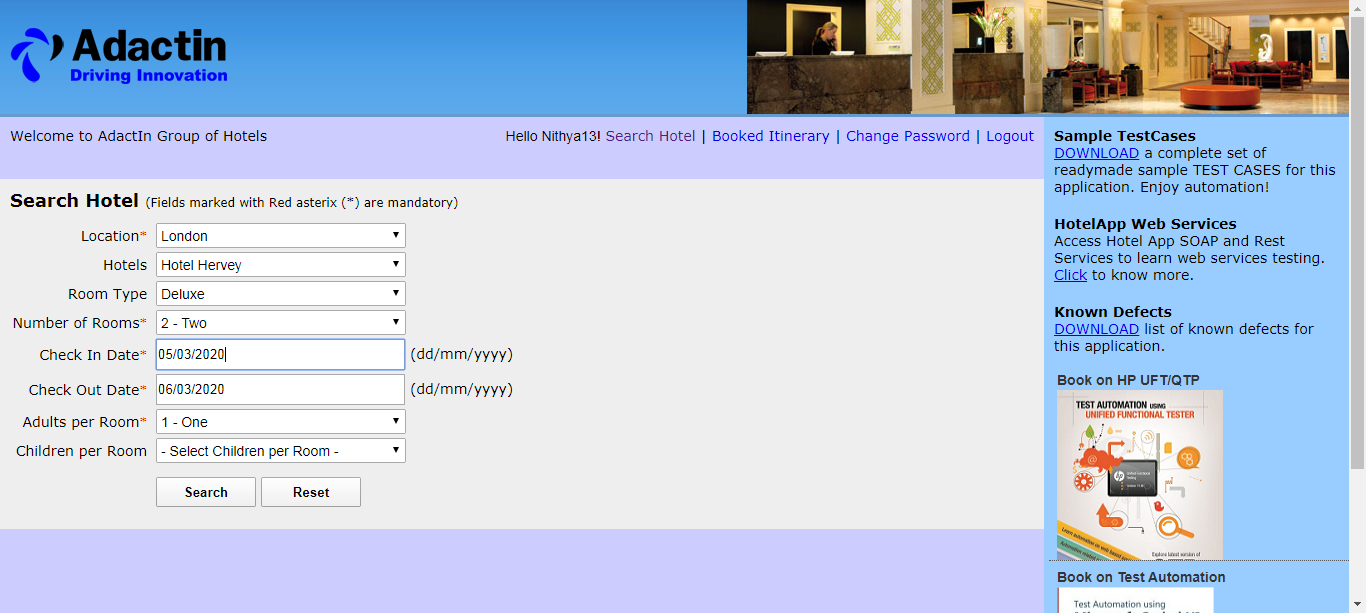 Adactin
Driving Innovation
Welcome to AdactIn Group of Hotels
Hello Nithya13! Search Hotel | Booked Itinerary | Change Password | Logout
Search Hotel (Fields marked with Red asterix (*) are mandatory)
Location* London
Hotels Hotel Hervey
Room Type Deluxe
Number of Rooms* 2 - Two
Check In Date* 05/03/2020 (dd/mm/yyyy)
Check Out Date* 06/03/2020 (dd/mm/yyyy)
Adults per Room* 1 - One
Children per Room - Select Children per Room -
Search Reset
Sample TestCases
DOWNLOAD a complete set of
readymade sample TEST CASES for this
application. Enjoy automation!
HotelApp Web Services
Access Hotel App SOAP and Rest
Services to learn web services testing.
Click to know more.
Known Defects
DOWNLOAD list of known defects for
this application.
Book on HP UFT/QTP
TEST AUTOMATION USING
UNIFIED FUNCTIONAL TESTER
hp
Explore latest version of
Book on Test Automation
Test Automation using